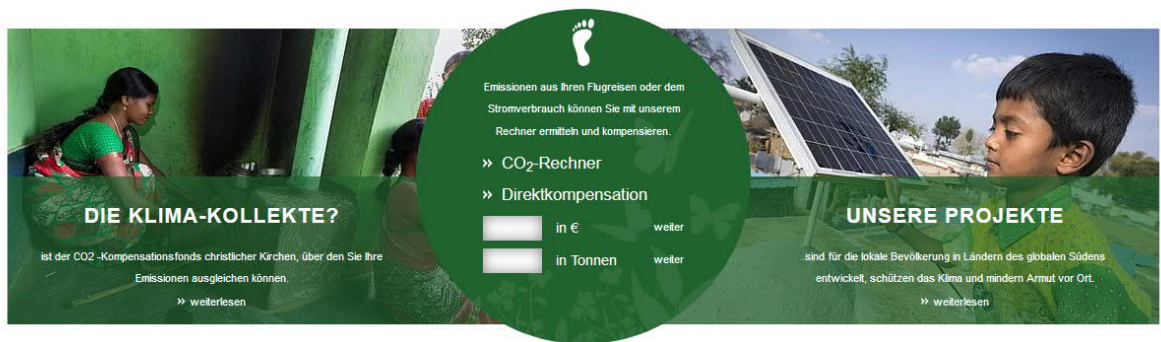 DIE KLIMA-KOLLEKTE?
ist der CO2 -Kompensationsfonds christlicher Kirchen, über den Sie Ihre
Emissionen ausgleichen können.
» weiterlesen
Emissionen aus Ihren Flugreisen oder dem
Stromverbrauch können Sie mit unserem
Rechner ermitteln und kompensieren.
» CO2-Rechner
» Direktkompensation
in € weiter
in Tonnen weiter
UNSERE PROJEKTE
sind für die lokale Bevölkerung in Ländern des globalen Südens
entwickelt, schützen das Klima und mindern Armut vor Ort.
» weiterlesen